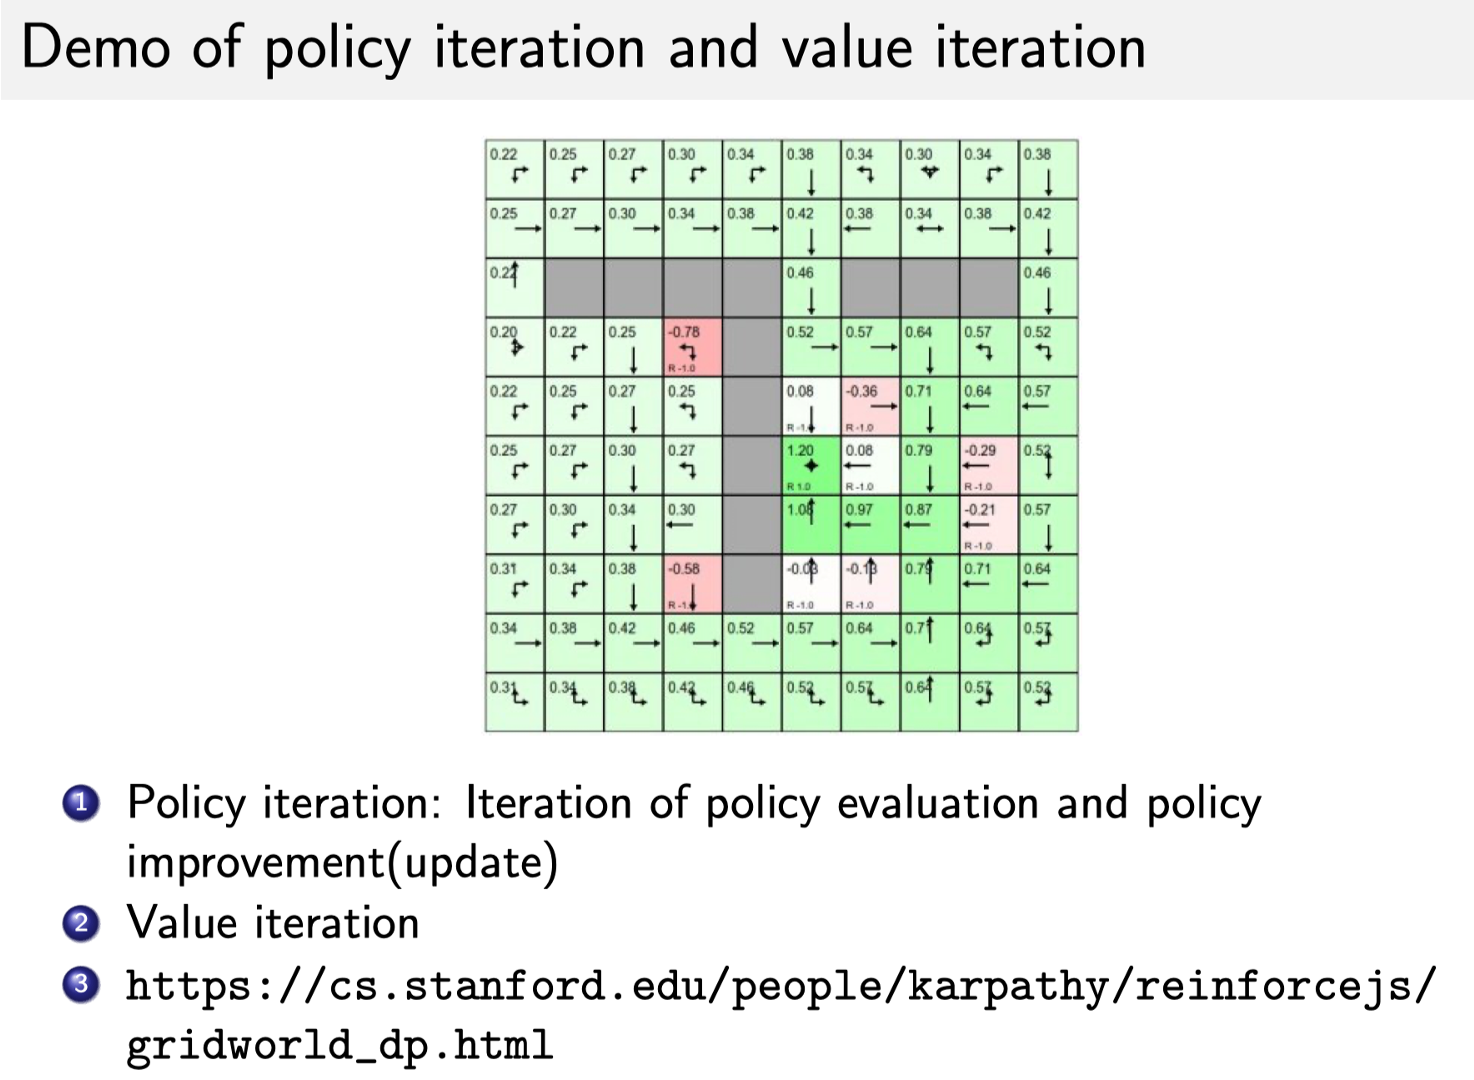 Demo of policy iteration and value iteration
0.22 0.25 0.27 0.30 0.34 0.38 0.34 0.30 0.34 0.38
0.25 0.27 0.30 0.34 0.38 0.42 0.38 0.34 0.38 0.42
0.22 0.46 0.46
0.20 0.22 0.25 -0.78 0.52 0.57 0.64 0.57 0.52
R -1.0
0.22 0.25 0.27 0.25 0.08 -0.36 0.71 0.64 0.57
R -1.0 R -1.0
0.25 0.27 0.30 0.27 1.20 0.08 0.79 -0.29 0.52
R 1.0 R -1.0 R -1.0
0.27 0.30 0.34 0.30 1.08 0.97 0.87 -0.21 0.57
R -1.0
0.31 0.34 0.38 -0.58 -0.03 -0.13 0.79 0.71 0.64
R -1.0 R -1.0 R -1.0
0.34 0.38 0.42 0.46 0.52 0.57 0.64 0.71 0.64 0.57
0.31 0.34 0.38 0.42 0.46 0.52 0.57 0.64 0.57 0.52
1 Policy iteration: Iteration of policy evaluation and policy
improvement(update)
2 Value iteration
3 https://cs.stanford.edu/people/karpathy/reinforcejs/
gridworld_dp.html